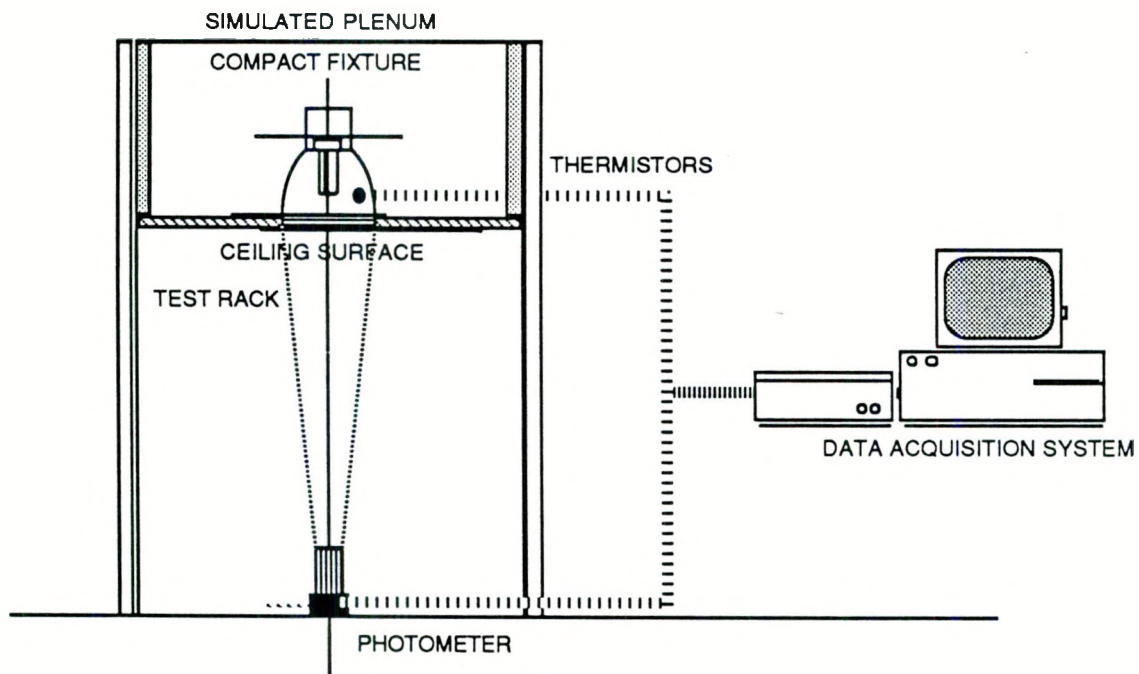 SIMULATED PLENUM
COMPACT FIXTURE
THERMISTORS
CEILING SURFACE
TEST RACK
DATA ACQUISITION SYSTEM
PHOTOMETER